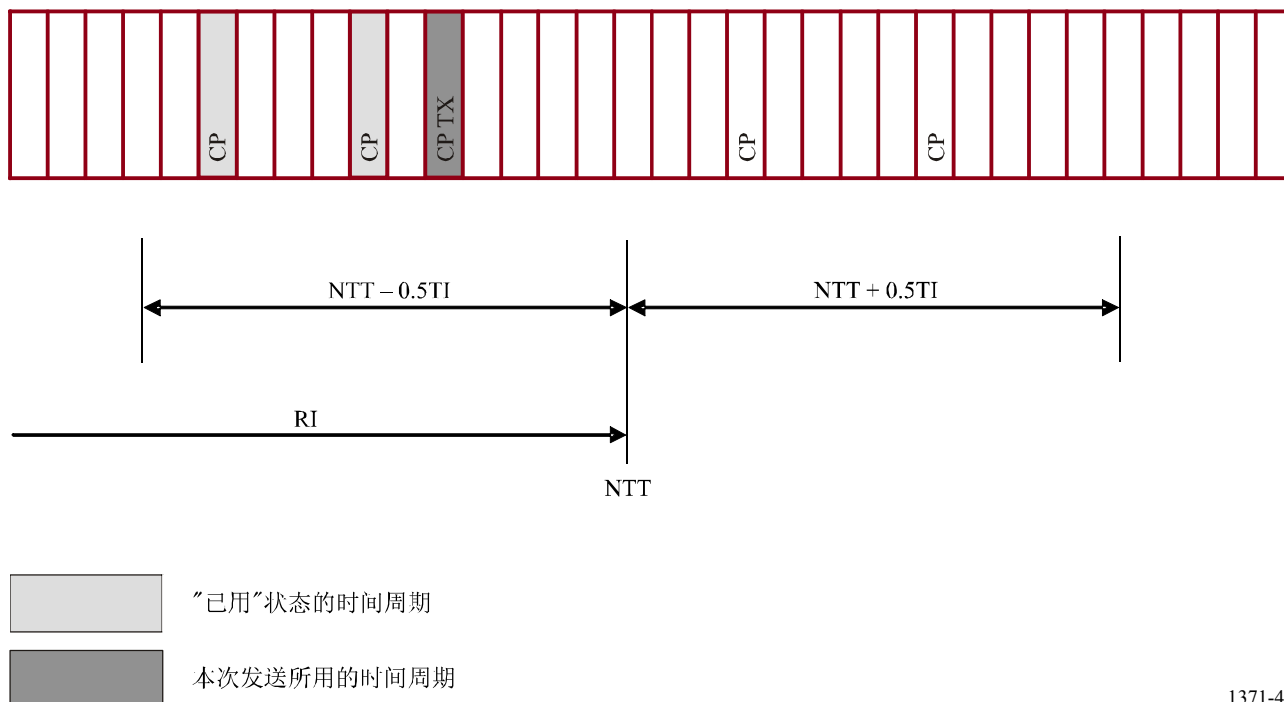 CP
CP
CP TX
CP
CP
NTT – 0.5TI
NTT + 0.5TI
RI
NTT
"已用"状态的时间周期
本次发送所用的时间周期
1371-4